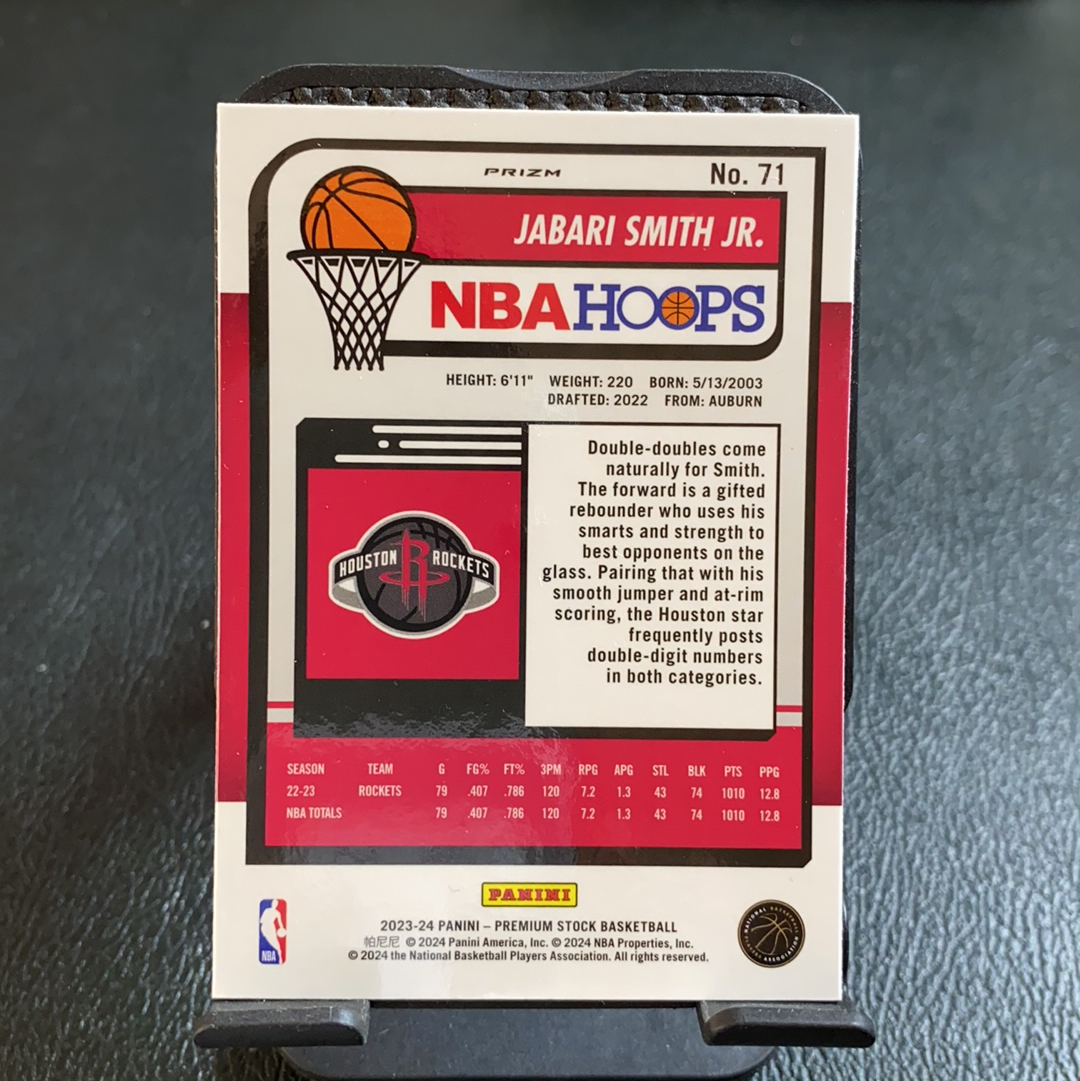 PRIZM
No. 71
JABARI SMITH JR.
NBA HOOPS
HEIGHT: 6'11" WEIGHT: 220 BORN: 5/13/2003
DRAFTED: 2022 FROM: AUBURN
Double-doubles come
naturally for Smith.
The forward is a gifted
rebounder who uses his
smarts and strength to
best opponents on the
glass. Pairing that with his
smooth jumper and at-rim
scoring, the Houston star
frequently posts
double-digit numbers
in both categories.
HOUSTON R ROCKETS
SEASON TEAM G FG% FT% 3PM RPG APG STL BLK PTS PPG
22-23 ROCKETS 79 .407 .786 120 7.2 1.3 43 74 1010 12.8
NBA TOTALS 79 .407 .786 120 7.2 1.3 43 74 1010 12.8
PANINI
2023-24 PANINI – PREMIUM STOCK BASKETBALL
帕尼尼 © 2024 Panini America, Inc. © 2024 NBA Properties, Inc.
© 2024 the National Basketball Players Association. All rights reserved.
NBA
NATIONAL BASKETBALL PLAYERS ASSOCIATION